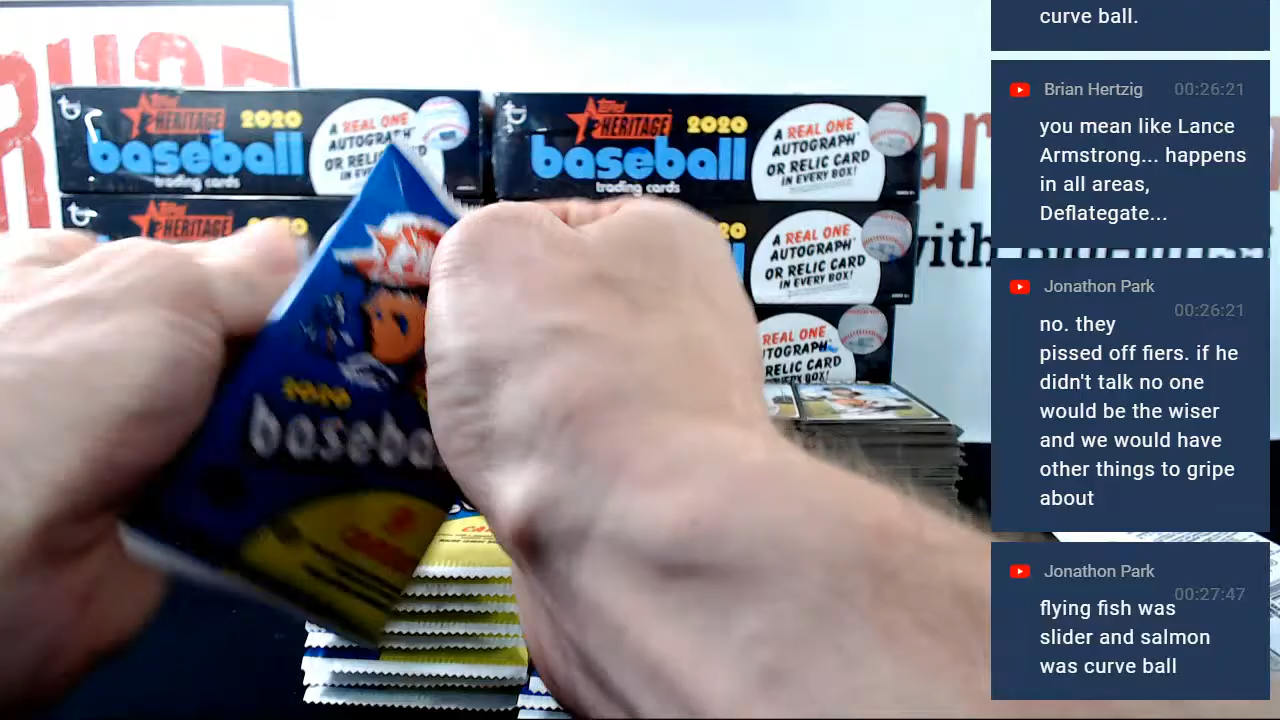 Topps
HERITAGE
2020
baseball
trading cards
A REAL ONE
AUTOGRAPH
OR RELIC CARD
Topps
HERITAGE
2020
baseball
trading cards
A REAL ONE
AUTOGRAPH
OR RELIC CARD
IN EVERY BOX!
HERITAGE
20
A REAL ONE
AUTOGRAPH
OR RELIC CARD
IN EVERY BOX!
REAL ONE
TOGRAPH
RELIC CARD
2020
baseba
with
curve ball.
Brian Hertzig 00:26:21
you mean like Lance
Armstrong... happens
in all areas,
Deflategate...
Jonathon Park
00:26:21
no. they
pissed off fiers. if he
didn't talk no one
would be the wiser
and we would have
other things to gripe
about
Jonathon Park
00:27:47
flying fish was
slider and salmon
was curve ball